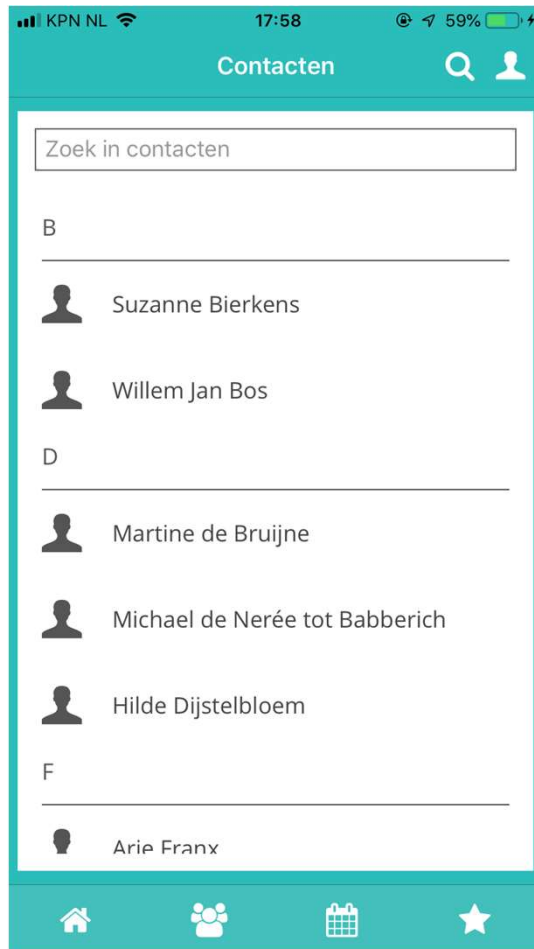 KPN NL 17:58 59%
Contacten
Zoek in contacten
B
Suzanne Bierkens
Willem Jan Bos
D
Martine de Bruijne
Michael de Nerée tot Babberich
Hilde Dijstelbloem
F
Arie Franx